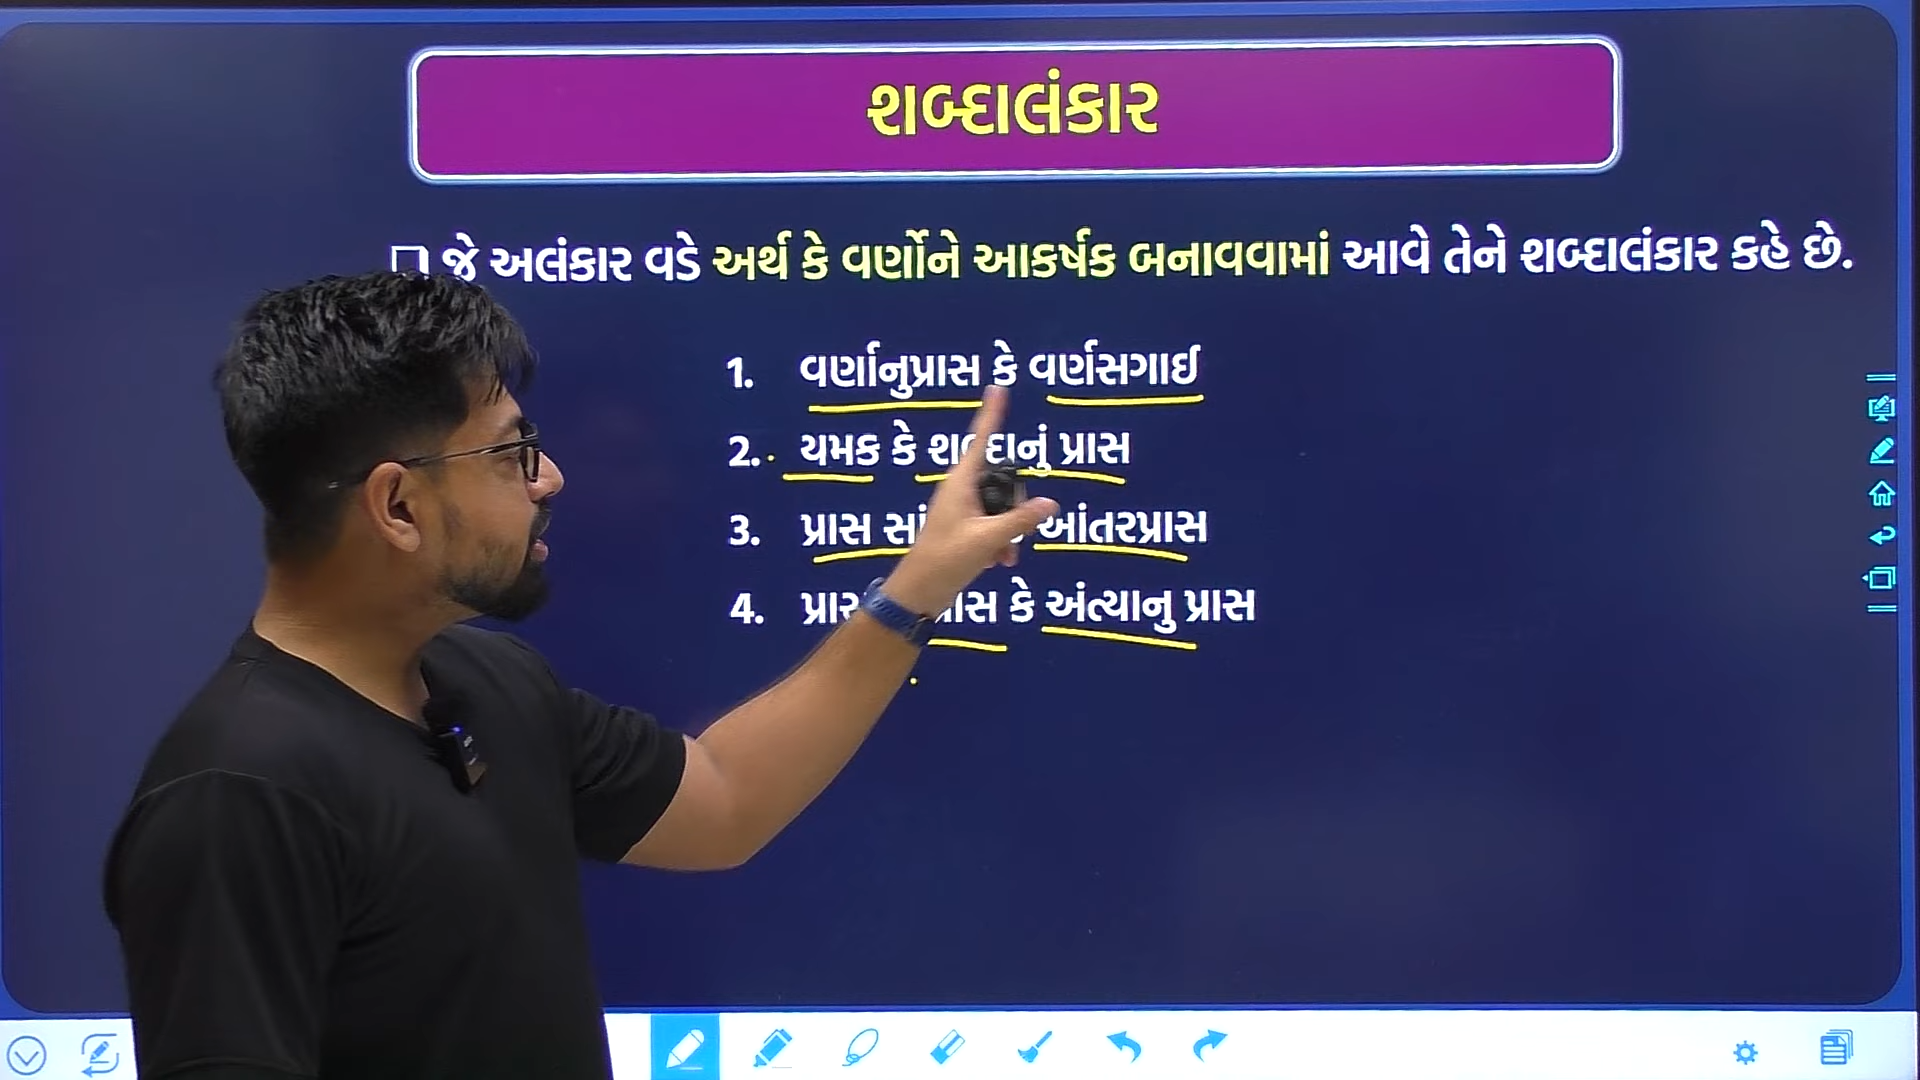 શબ્દાલંકાર
જે અલંકાર વડે અર્થ કે વર્ણોને આકર્ષક બનાવવામાં આવે તેને શબ્દાલંકાર કહે છે.
1. વર્ણાનુપ્રાસ કે વર્ણસગાઈ
2. યમક કે પ્રાસ
3. પ્રાસ આંતરપ્રાસ
4. કે અંત્યાનુ પ્રાસ